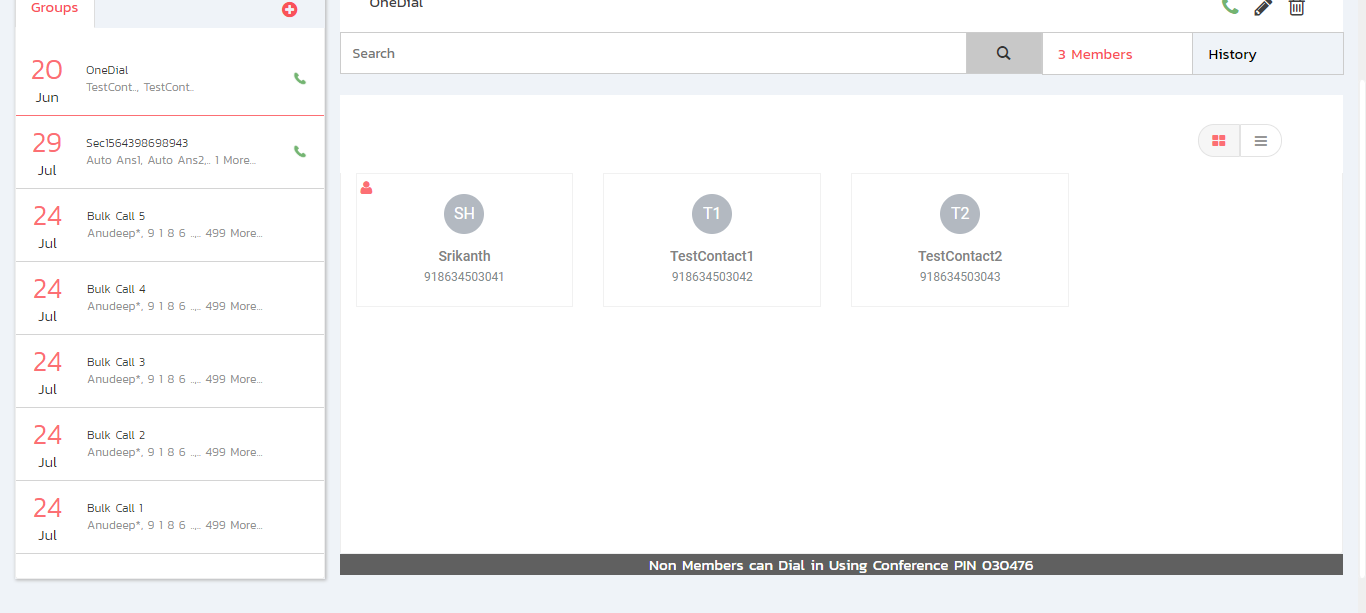 Groups
20
Jun
OneDial
TestCont.., TestCont..
29
Jul
Sec1564398698943
Auto Ans1, Auto Ans2,.. 1 More...
24
Jul
Bulk Call 5
Anudeep*, 9 1 8 6 ..,.. 499 More...
24
Jul
Bulk Call 4
Anudeep*, 9 1 8 6 ..,.. 499 More...
24
Jul
Bulk Call 3
Anudeep*, 9 1 8 6 ..,.. 499 More...
24
Jul
Bulk Call 2
Anudeep*, 9 1 8 6 ..,.. 499 More...
24
Jul
Bulk Call 1
Anudeep*, 9 1 8 6 ..,.. 499 More...
OneDial
Search
3 Members
History
SH
Srikanth
918634503041
T1
TestContact1
918634503042
T2
TestContact2
918634503043
Non Members can Dial in Using Conference PIN 030476